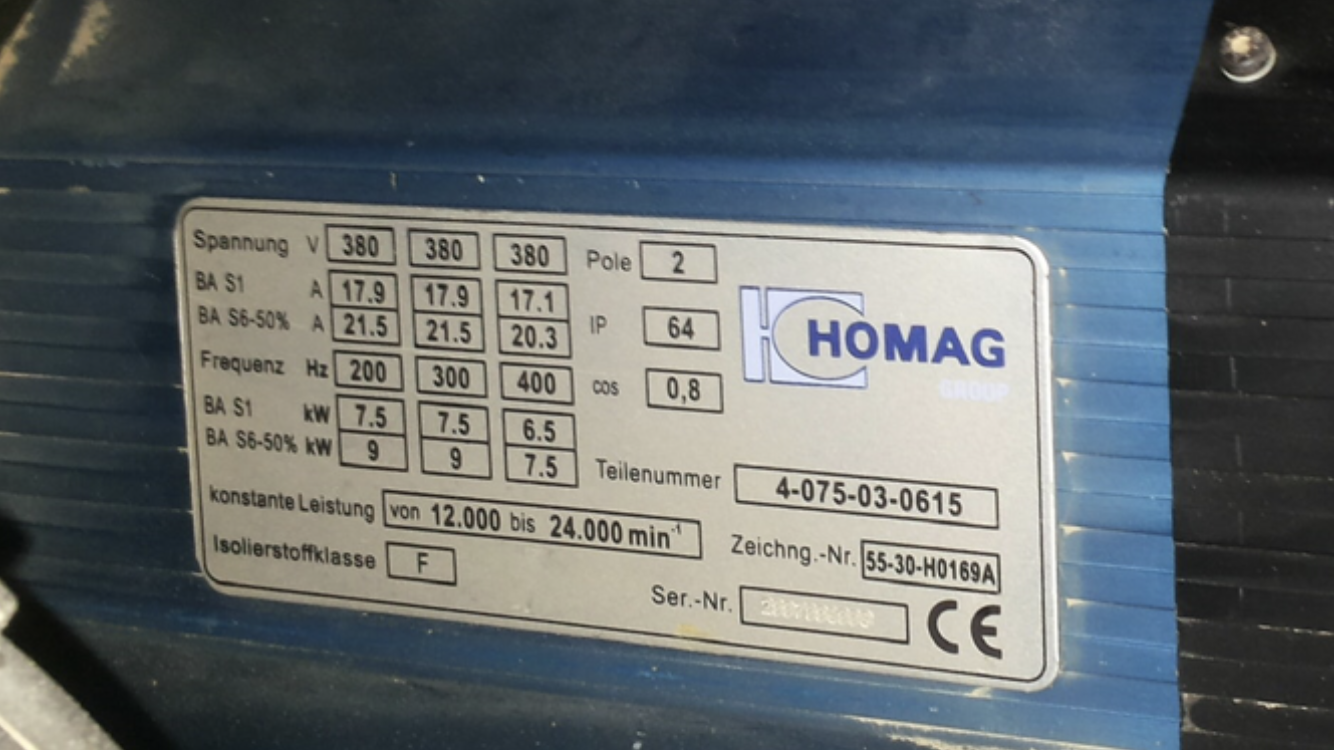 Spannung V 380 380 380 Pole 2
BA S1 A 17.9 17.9 17.1
BA S6-50% A 21.5 21.5 20.3 IP 64
HOMAG
GROUP
Frequenz Hz 200 300 400 cos 0,8
BA S1 kW 7.5 7.5 6.5
BA S6-50% kW 9 9 7.5
Teilenummer 4-075-03-0615
konstante Leistung von 12.000 bis 24.000 min⁻¹
Zeichng.-Nr. 55-30-H0169A
Isolierstoffklasse F
Ser.-Nr.
CE